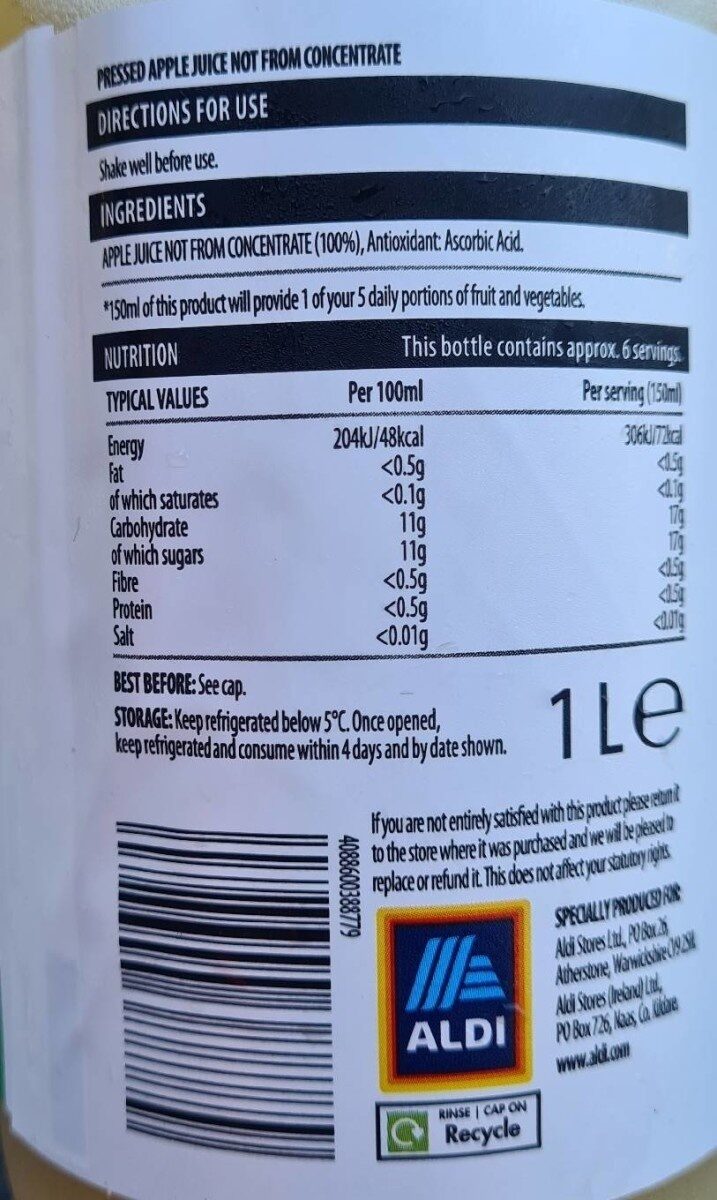 PRESSED APPLE JUICE NOT FROM CONCENTRATE
DIRECTIONS FOR USE
Shake well before use.
INGREDIENTS
APPLE JUICE NOT FROM CONCENTRATE (100%), Antioxidant: Ascorbic Acid.
*150ml of this product will provide 1 of your 5 daily portions of fruit and vegetables.
NUTRITION This bottle contains approx. 6 servings.
TYPICAL VALUES Per 100ml Per serving (150ml)
Energy 204kJ/48kcal 306kJ/72kcal
Fat <0.5g <0.5g
of which saturates <0.1g <0.1g
Carbohydrate 11g 17g
of which sugars 11g 17g
Fibre <0.5g <0.5g
Protein <0.5g <0.5g
Salt <0.01g <0.01g
BEST BEFORE: See cap.
STORAGE: Keep refrigerated below 5°C. Once opened,
keep refrigerated and consume within 4 days and by date shown.
1 L e
4088600388779
If you are not entirely satisfied with this product please return it
to the store where it was purchased and we will be pleased to
replace or refund it. This does not affect your statutory rights.
SPECIALLY PRODUCED FOR:
Aldi Stores Ltd., PO Box 26,
Atherstone, Warwickshire CV9 2SH.
Aldi Stores (Ireland) Ltd.,
PO Box 726, Naas, Co. Kildare.
www.aldi.com
ALDI
RINSE | CAP ON
Recycle